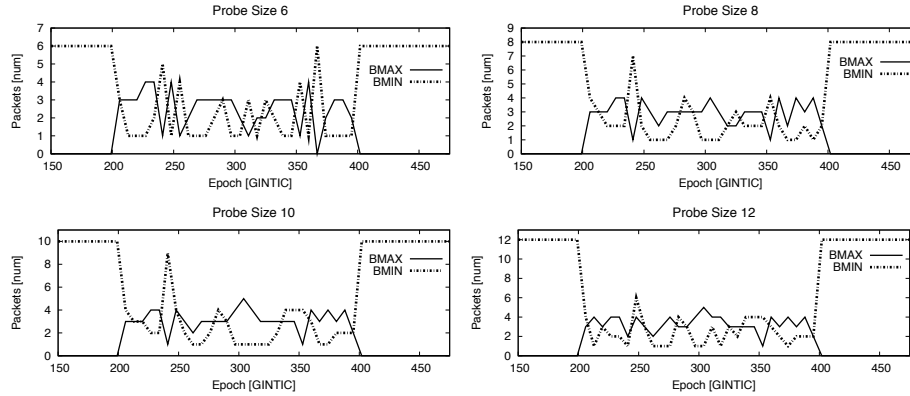 Probe Size 6
Packets [num]
7
6
5
4
3
2
1
0
BMAX
BMIN
150 200 250 300 350 400 450
Epoch [GINTIC]
Probe Size 8
Packets [num]
9
8
7
6
5
4
3
2
1
0
BMAX
BMIN
150 200 250 300 350 400 450
Epoch [GINTIC]
Probe Size 10
Packets [num]
10
8
6
4
2
0
BMAX
BMIN
150 200 250 300 350 400 450
Epoch [GINTIC]
Probe Size 12
Packets [num]
12
10
8
6
4
2
0
BMAX
BMIN
150 200 250 300 350 400 450
Epoch [GINTIC]